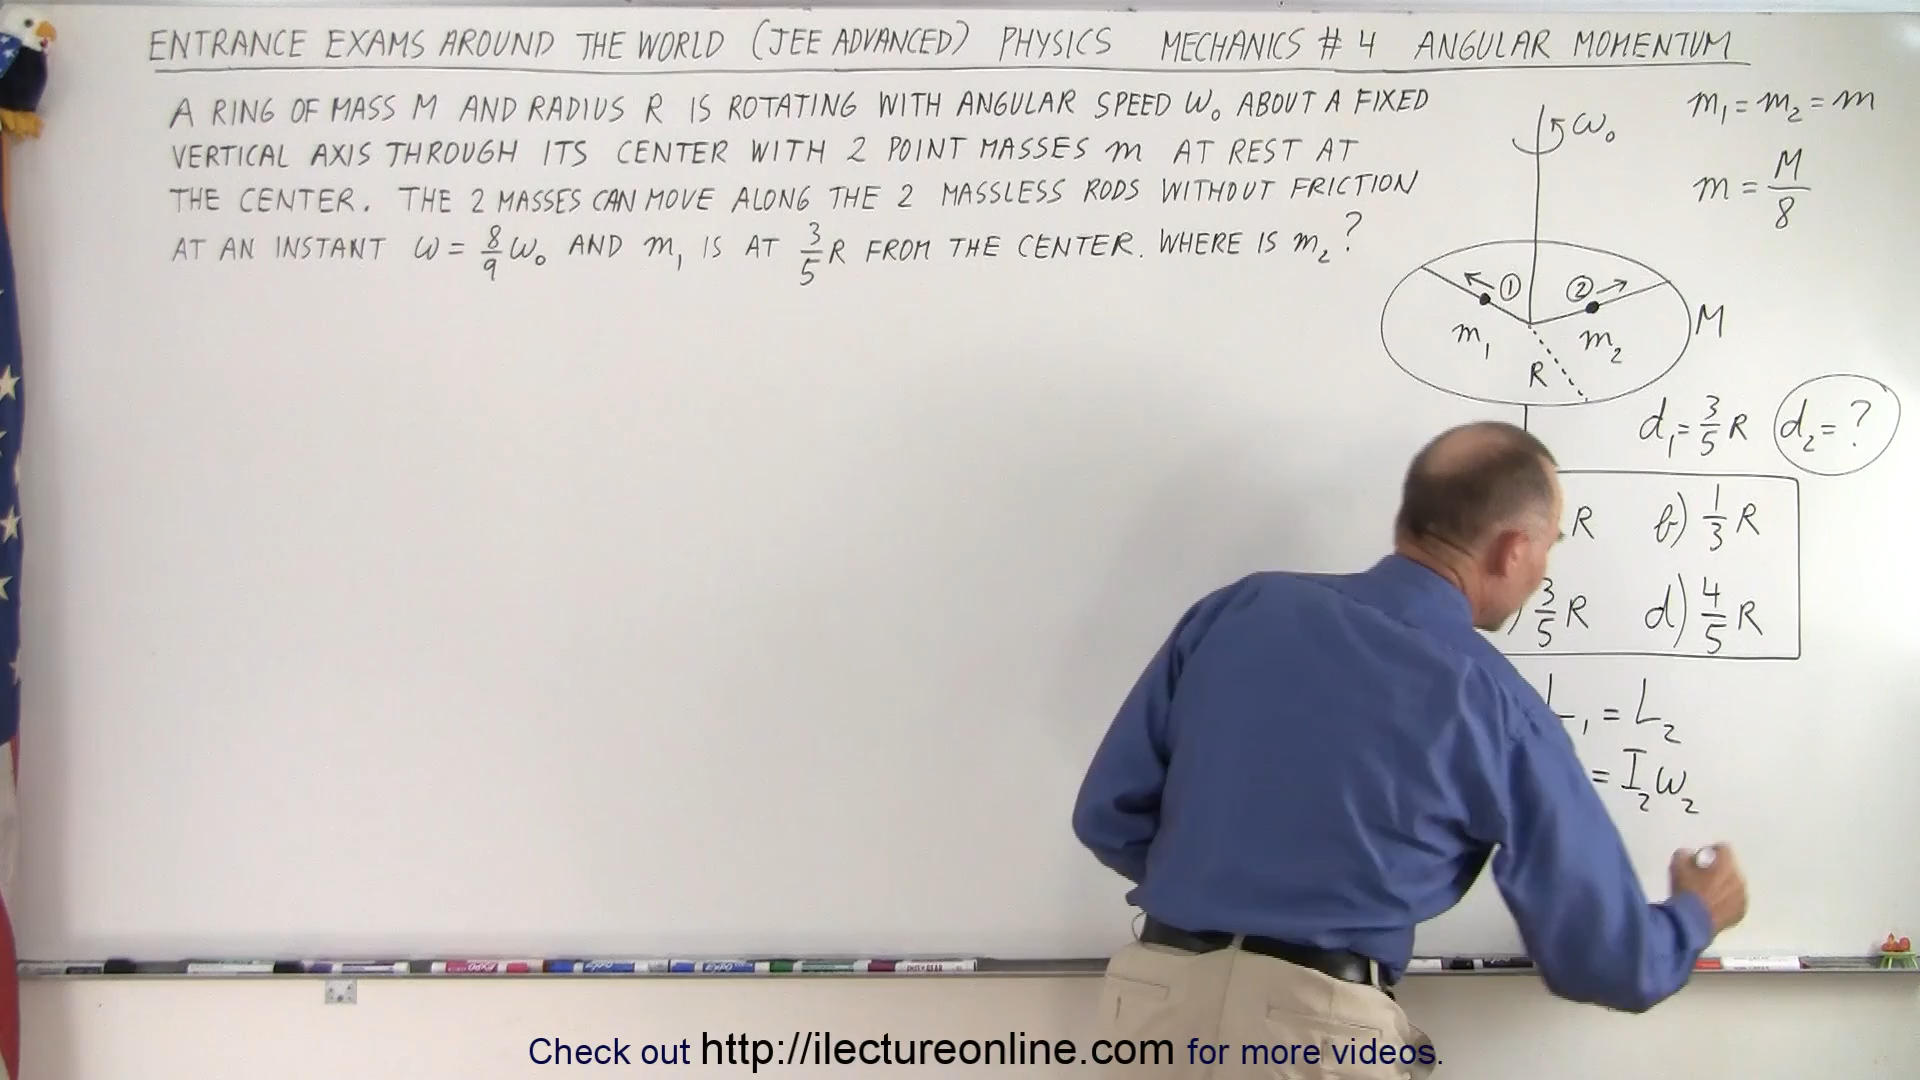 ENTRANCE EXAMS AROUND THE WORLD (JEE ADVANCED) PHYSICS MECHANICS # 4 ANGULAR MOMENTUM
A RING OF MASS M AND RADIUS R IS ROTATING WITH ANGULAR SPEED ω₀ ABOUT A FIXED
VERTICAL AXIS THROUGH ITS CENTER WITH 2 POINT MASSES m AT REST AT
THE CENTER. THE 2 MASSES CAN MOVE ALONG THE 2 MASSLESS RODS WITHOUT FRICTION
AT AN INSTANT ω = 8/9 ω₀ AND m₁ IS AT 3/5 R FROM THE CENTER. WHERE IS m₂?
m₁ = m₂ = m
ω₀
m = M/8
① ②
m₁ m₂ M
R
d₁ = 3/5 R d₂ = ?
R b) 1/3 R
) 3/5 R d) 4/5 R
L₁ = L₂
= I₂ω₂
EXPO
Check out http://ilectureonline.com for more videos.